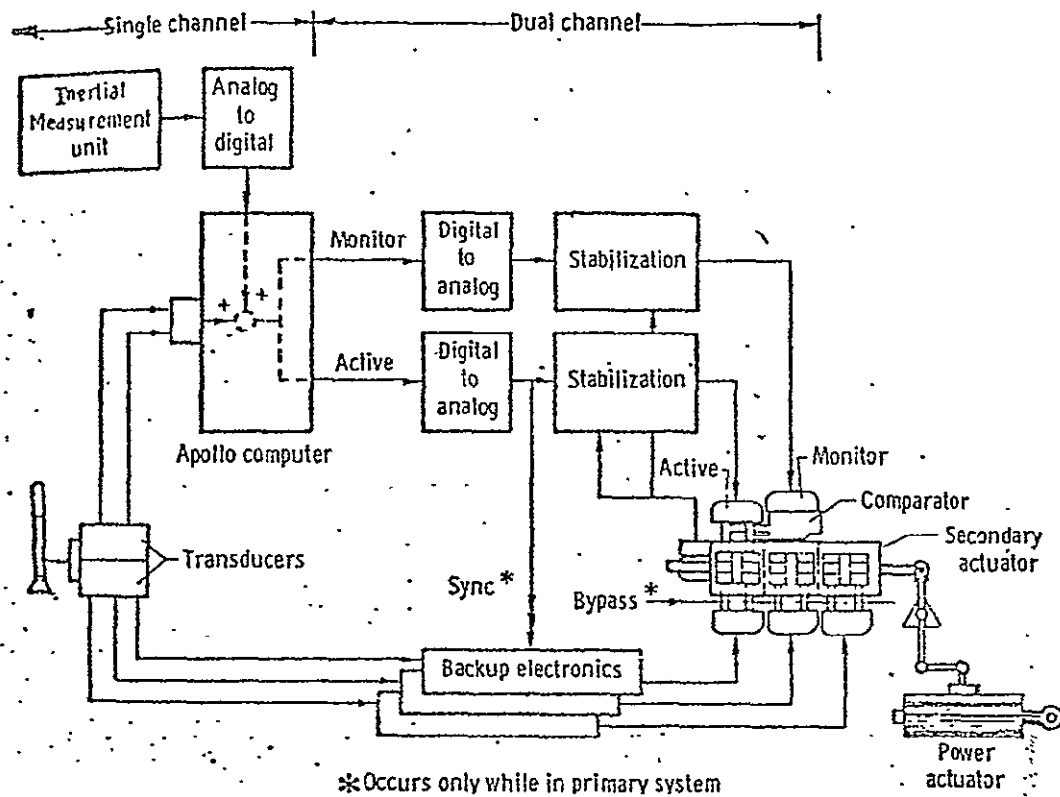 Single channel
Dual channel
Inertial
Measurement
unit
Analog
to
digital
Monitor
Digital
to
analog
Stabilization
+
+
Active
Digital
to
analog
Stabilization
Apollo computer
Active
Monitor
Comparator
Secondary
actuator
Transducers
Sync *
Bypass *
Backup electronics
Power
actuator
* Occurs only while in primary system